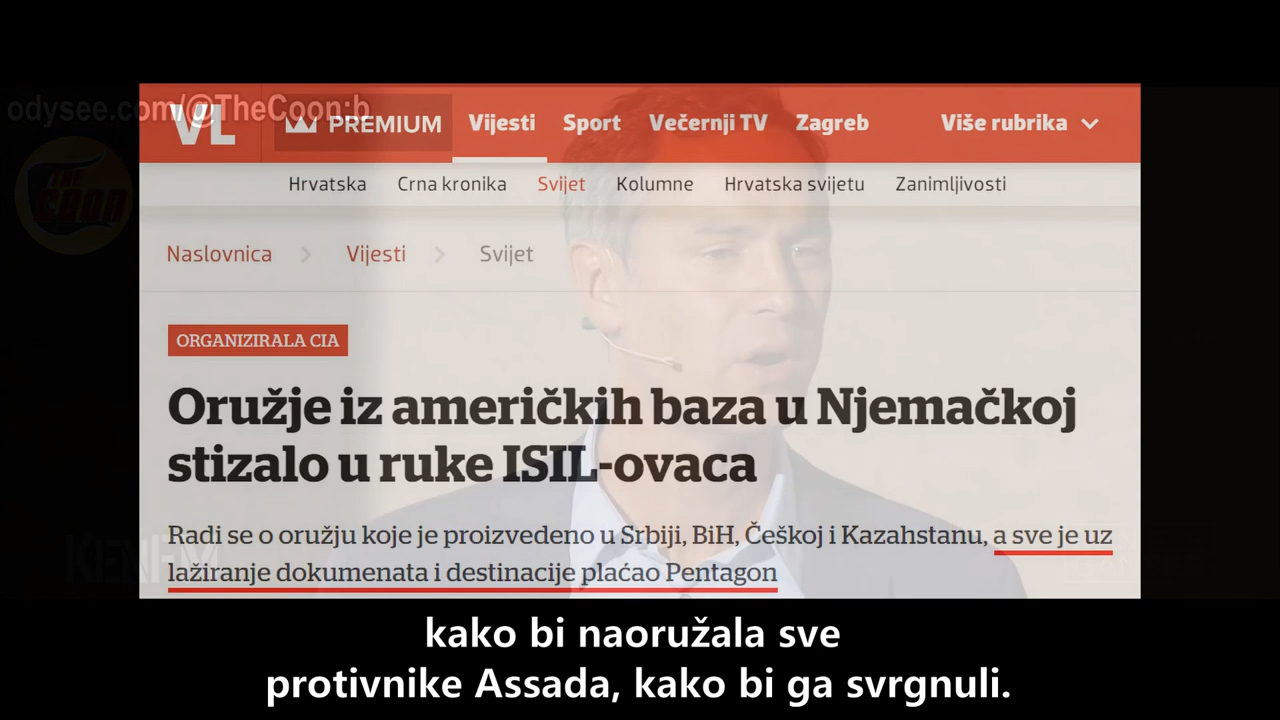 odysee.com/@TheCoon:b
VL PREMIUM Vijesti Sport Večernji TV Zagreb Više rubrika
THE COON
Hrvatska Crna kronika Svijet Kolumne Hrvatska svijetu Zanimljivosti
Naslovnica Vijesti Svijet
ORGANIZIRALA CIA
Oružje iz američkih baza u Njemačkoj
stizalo u ruke ISIL-ovaca
Radi se o oružju koje je proizvedeno u Srbiji, BiH, Češkoj i Kazahstanu, a sve je uz
lažiranje dokumenata i destinacije plaćao Pentagon
KENFM
kako bi naoružala sve
protivnike Assada, kako bi ga svrgnuli.